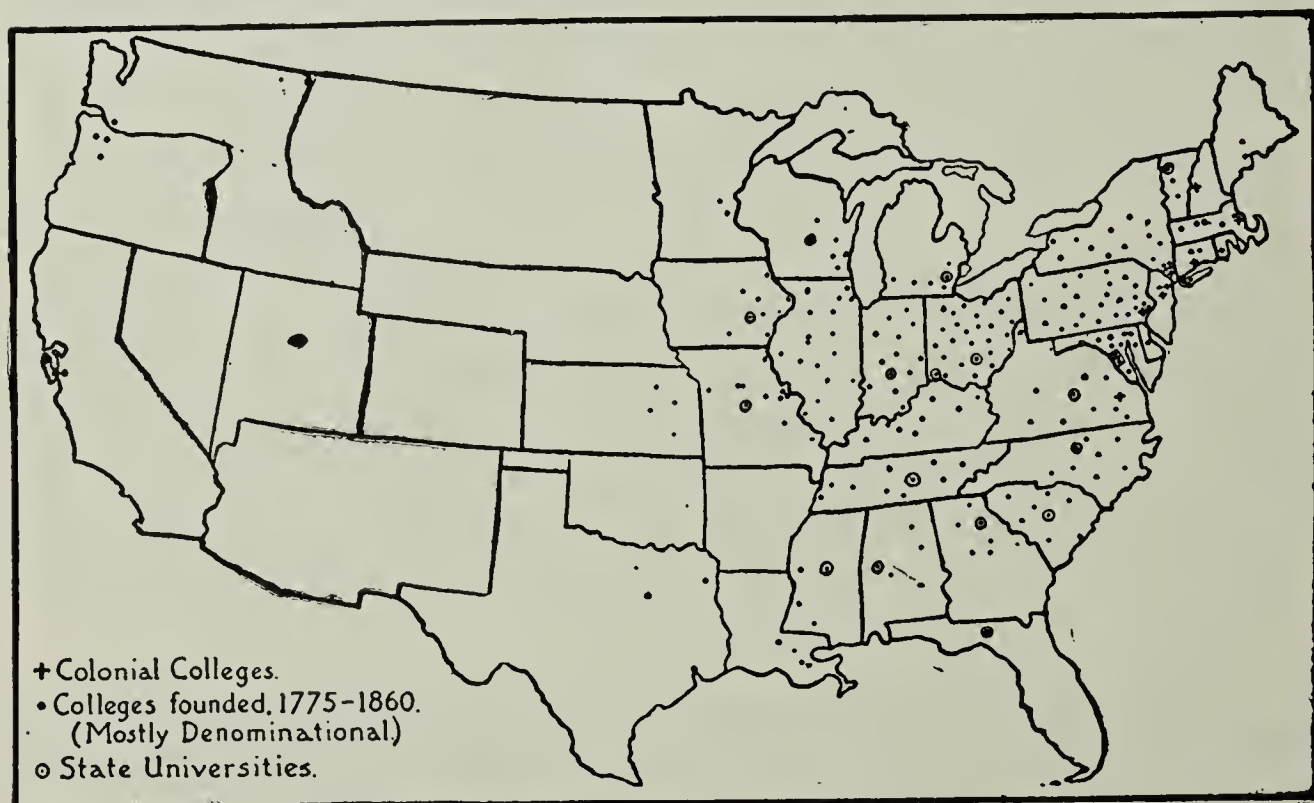 + Colonial Colleges.
• Colleges founded, 1775-1860.
(Mostly Denominational.)
⊙ State Universities.